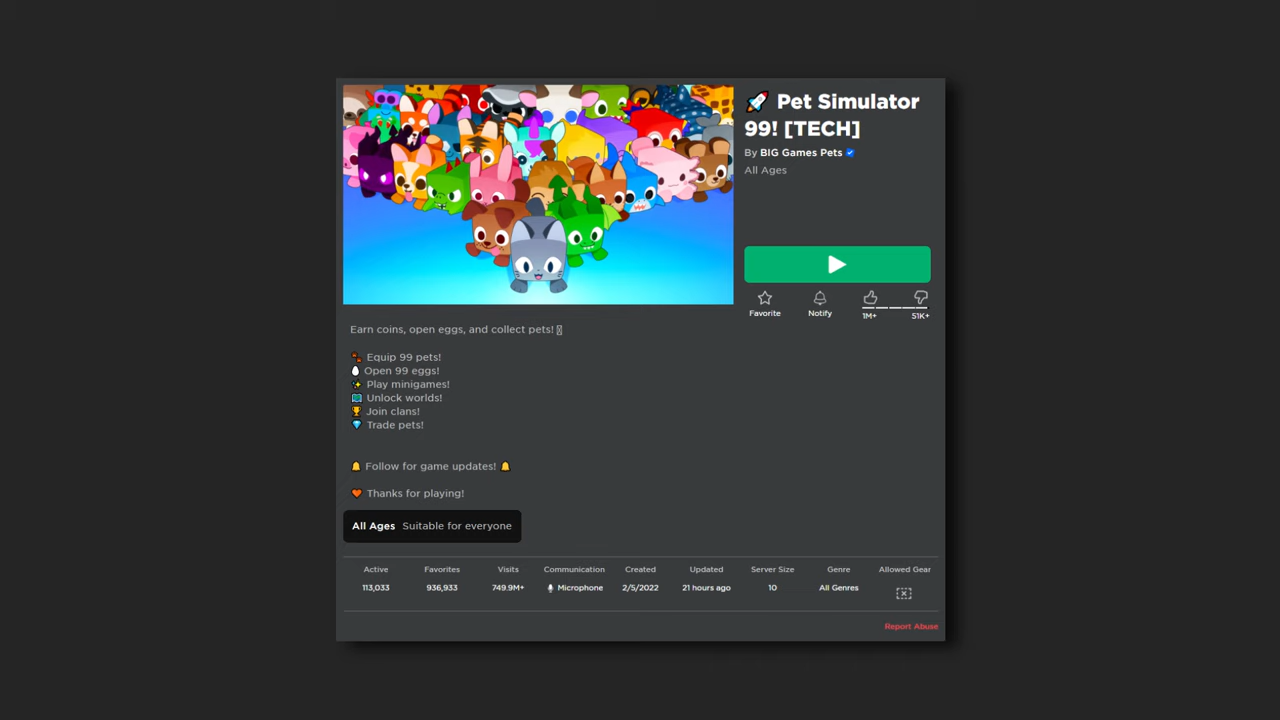 🚀 Pet Simulator
99! [TECH]
By BIG Games Pets
All Ages
Favorite
Notify
1M+
51K+
Earn coins, open eggs, and collect pets!
Equip 99 pets!
Open 99 eggs!
Play minigames!
Unlock worlds!
Join clans!
Trade pets!
Follow for game updates!
Thanks for playing!
All Ages Suitable for everyone
Active Favorites Visits Communication Created Updated Server Size Genre Allowed Gear
113,033 936,933 749.9M+ Microphone 2/5/2022 21 hours ago 10 All Genres
Report Abuse